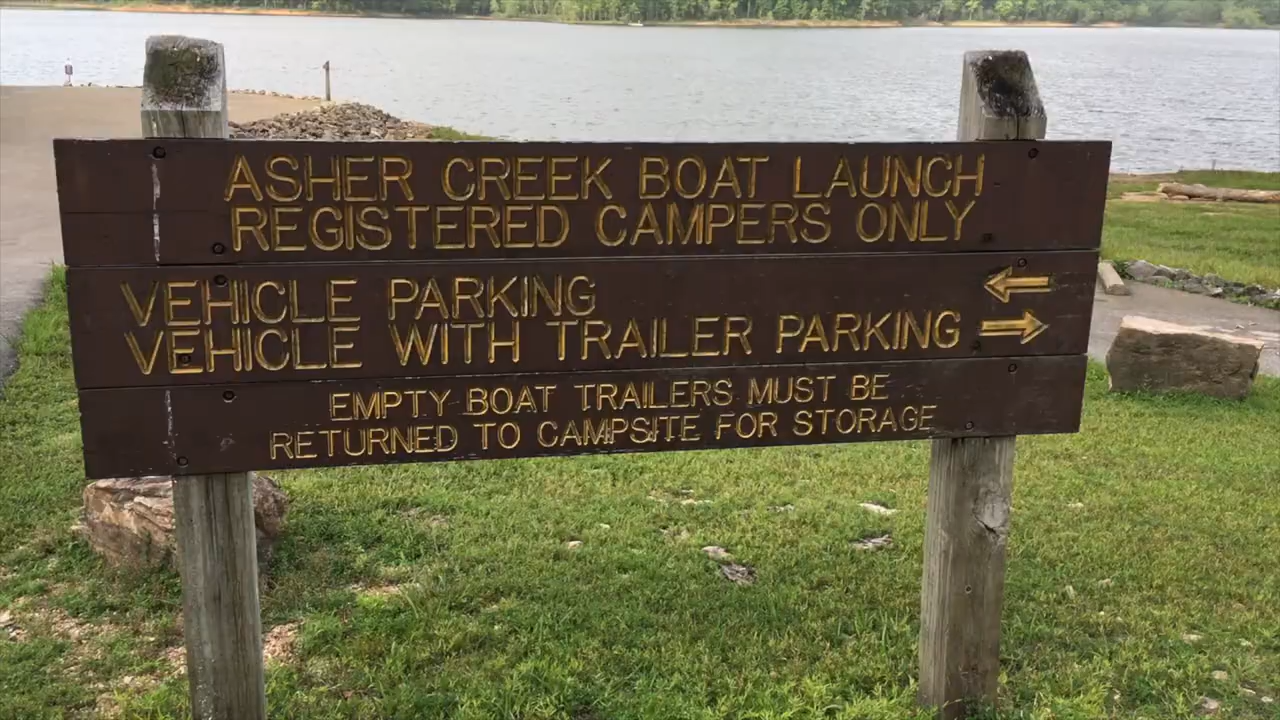 ASHER CREEK BOAT LAUNCH
REGISTERED CAMPERS ONLY
VEHICLE PARKING
VEHICLE WITH TRAILER PARKING
EMPTY BOAT TRAILERS MUST BE
RETURNED TO CAMPSITE FOR STORAGE